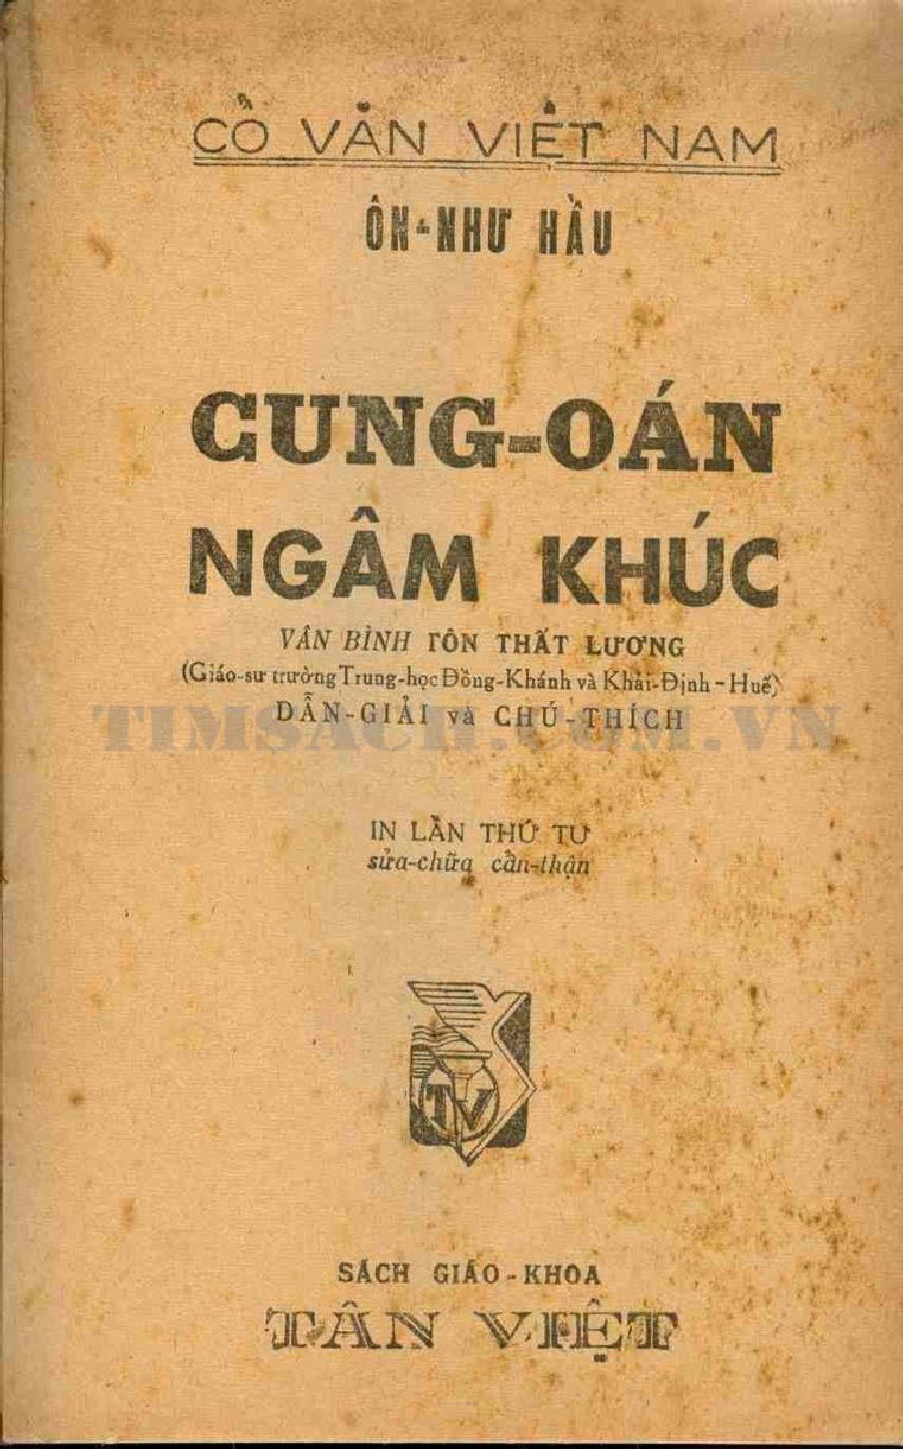 CỔ VĂN VIỆT NAM
ÔN-NHƯ HẦU
CUNG-OÁN
NGÂM KHÚC
VÂN BÌNH TÔN THẤT LƯƠNG
(Giáo-sư trường Trung-học Đồng-Khánh và Khải-Định - Huế)
DẪN-GIẢI và CHÚ-THÍCH
TIMSACH.COM.VN
IN LẦN THỨ TƯ
sửa-chữa cẩn-thận
TV
SÁCH GIÁO-KHOA
TÂN VIỆT